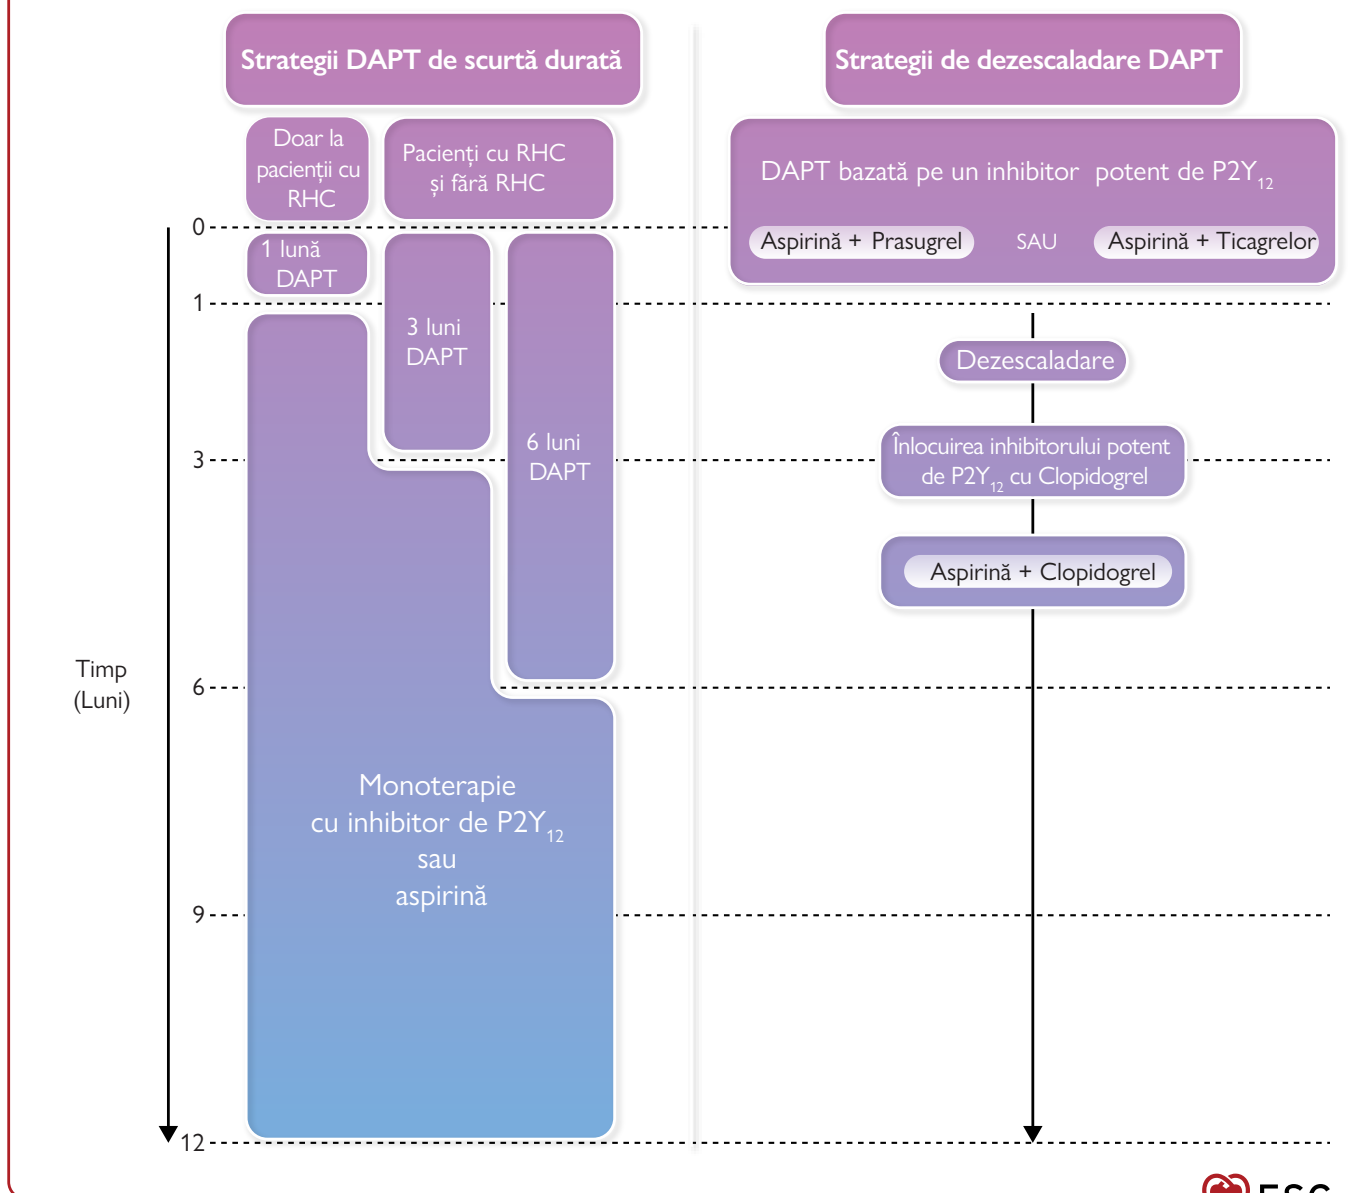 Strategii DAPT de scurtă durată
Strategii de dezescaladare DAPT
Doar la
pacienții cu
RHC
Pacienți cu RHC
și fără RHC
DAPT bazată pe un inhibitor potent de P2Y12
Aspirină + Prasugrel SAU Aspirină + Ticagrelor
0
1 lună
DAPT
1
3 luni
DAPT
Dezescaladare
6 luni
DAPT
Înlocuirea inhibitorului potent
de P2Y12 cu Clopidogrel
3
Aspirină + Clopidogrel
Timp
(Luni)
6
Monoterapie
cu inhibitor de P2Y12
sau
aspirină
9
12